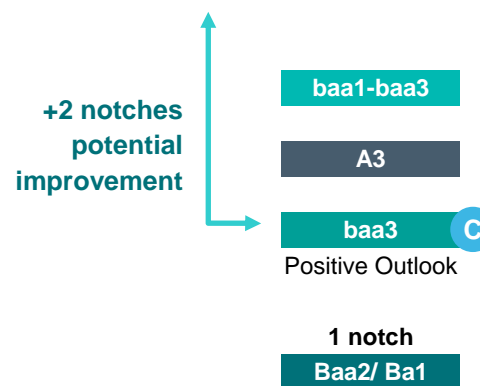 +2 notches
potential
improvement
baa1-baa3
A3
baa3
C
Positive Outlook
1 notch
Baa2/ Ba1